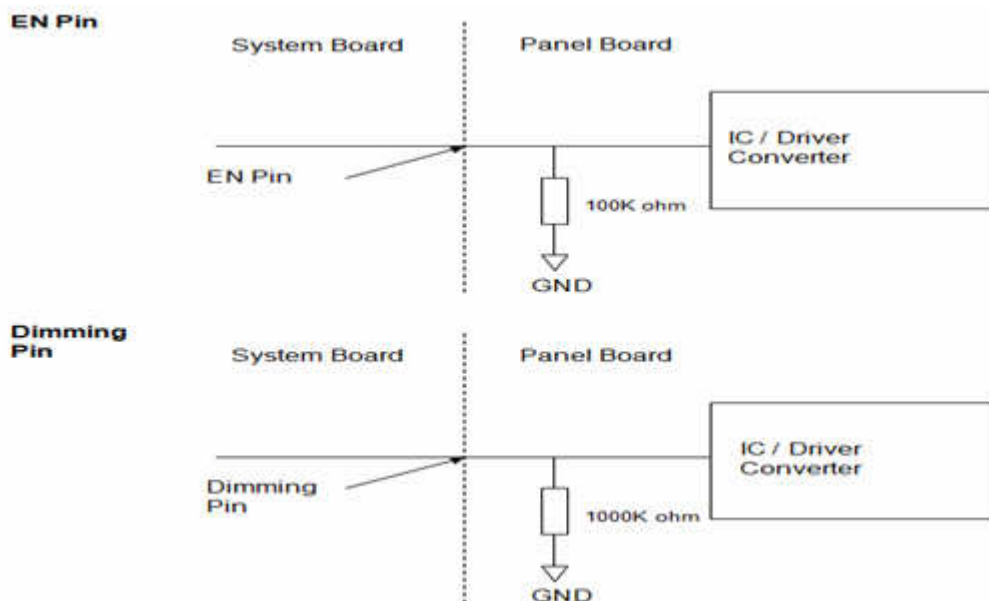 EN Pin
System Board
Panel Board
IC / Driver
Converter
EN Pin
100K ohm
GND
Dimming
Pin
System Board
Panel Board
IC / Driver
Converter
Dimming
Pin
1000K ohm
GND